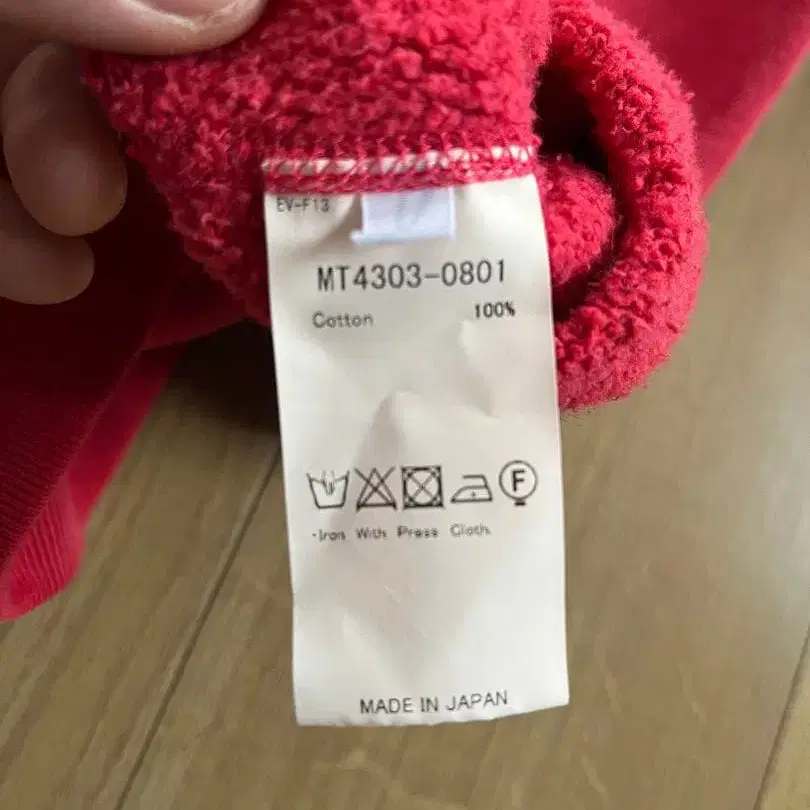 EV-F13
MT4303-0801
Cotton 100%
F
·Iron With Press Cloth.
MADE IN JAPAN